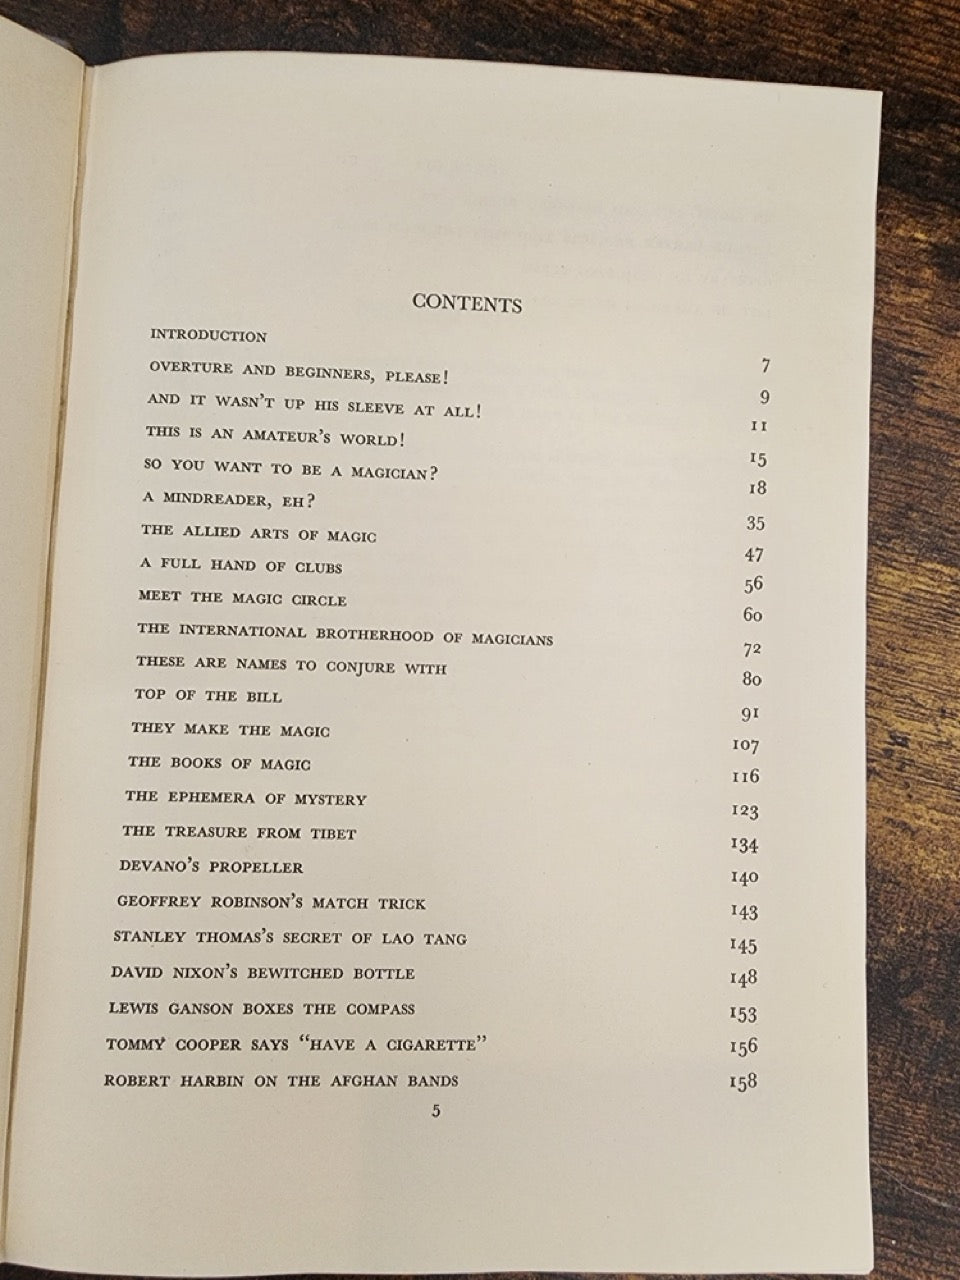 CONTENTS
INTRODUCTION 7
OVERTURE AND BEGINNERS, PLEASE! 9
AND IT WASN'T UP HIS SLEEVE AT ALL! 11
THIS IS AN AMATEUR'S WORLD! 15
SO YOU WANT TO BE A MAGICIAN? 18
A MINDREADER, EH? 35
THE ALLIED ARTS OF MAGIC 47
A FULL HAND OF CLUBS 56
MEET THE MAGIC CIRCLE 60
THE INTERNATIONAL BROTHERHOOD OF MAGICIANS 72
THESE ARE NAMES TO CONJURE WITH 80
TOP OF THE BILL 91
THEY MAKE THE MAGIC 107
THE BOOKS OF MAGIC 116
THE EPHEMERA OF MYSTERY 123
THE TREASURE FROM TIBET 134
DEVANO'S PROPELLER 140
GEOFFREY ROBINSON'S MATCH TRICK 143
STANLEY THOMAS'S SECRET OF LAO TANG 145
DAVID NIXON'S BEWITCHED BOTTLE 148
LEWIS GANSON BOXES THE COMPASS 153
TOMMY COOPER SAYS "HAVE A CIGARETTE" 156
ROBERT HARBIN ON THE AFGHAN BANDS 158
5